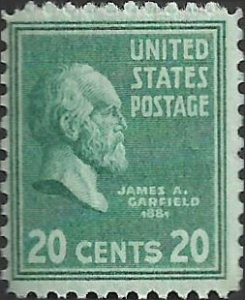 UNITED
STATES
POSTAGE
JAMES A.
GARFIELD
1881
20 CENTS 20